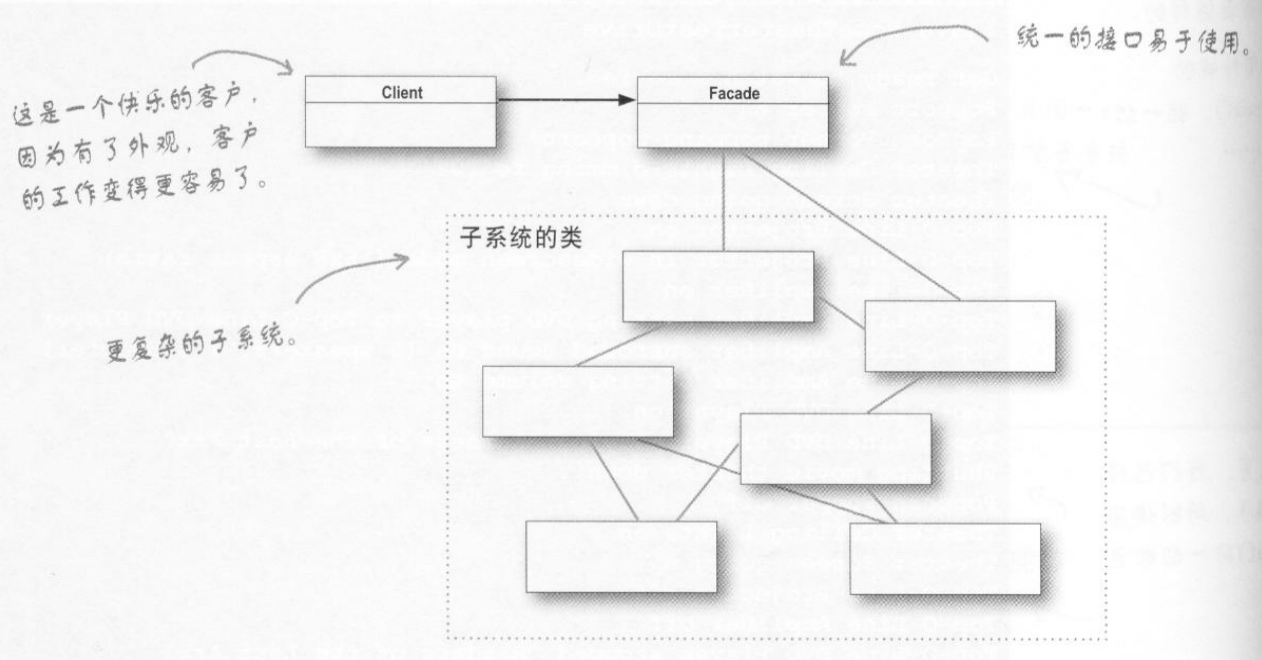 统一的接口易于使用。
Client
Facade
这是一个快乐的客户，
因为有了外观，客户
的工作变得更容易了。
子系统的类
更复杂的子系统。